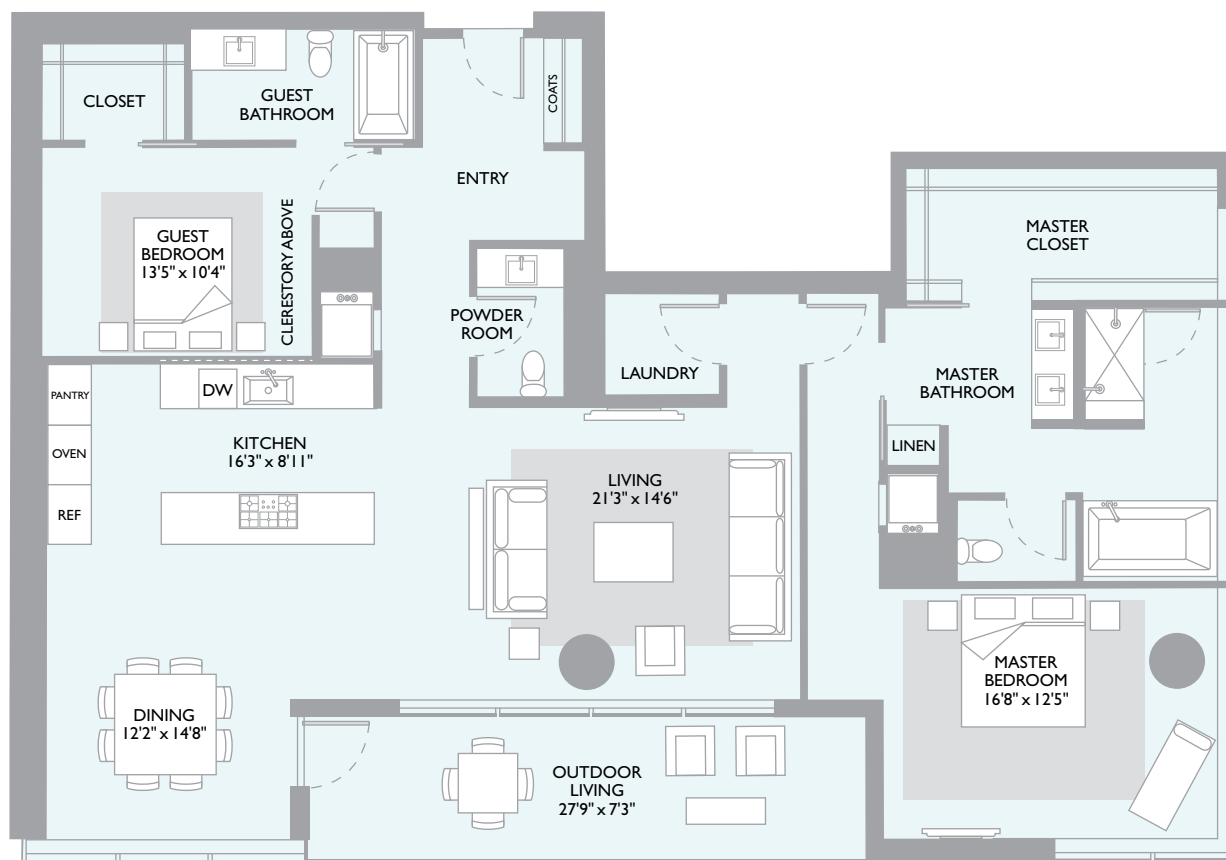 CLOSET
GUEST
BATHROOM
COATS
ENTRY
GUEST
BEDROOM
13'5" x 10'4"
CLERESTORY ABOVE
MASTER
CLOSET
POWDER
ROOM
LAUNDRY
MASTER
BATHROOM
PANTRY
DW
OVEN
KITCHEN
16'3" x 8'11"
LINEN
REF
LIVING
21'3" x 14'6"
MASTER
BEDROOM
16'8" x 12'5"
DINING
12'2" x 14'8"
OUTDOOR
LIVING
27'9" x 7'3"